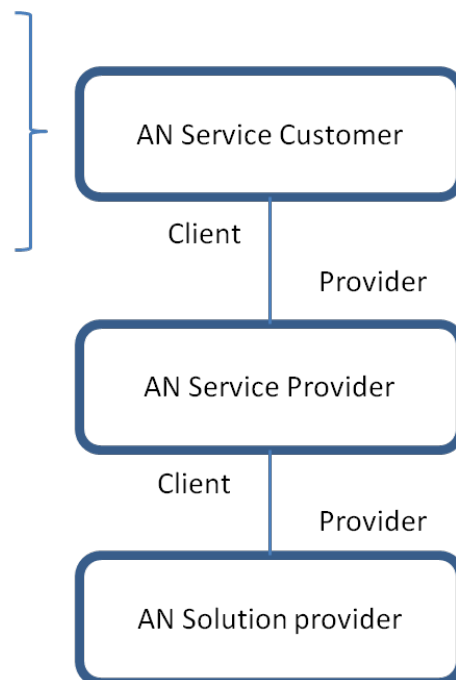 AN Service Customer
Client
Provider
AN Service Provider
Client
Provider
AN Solution provider